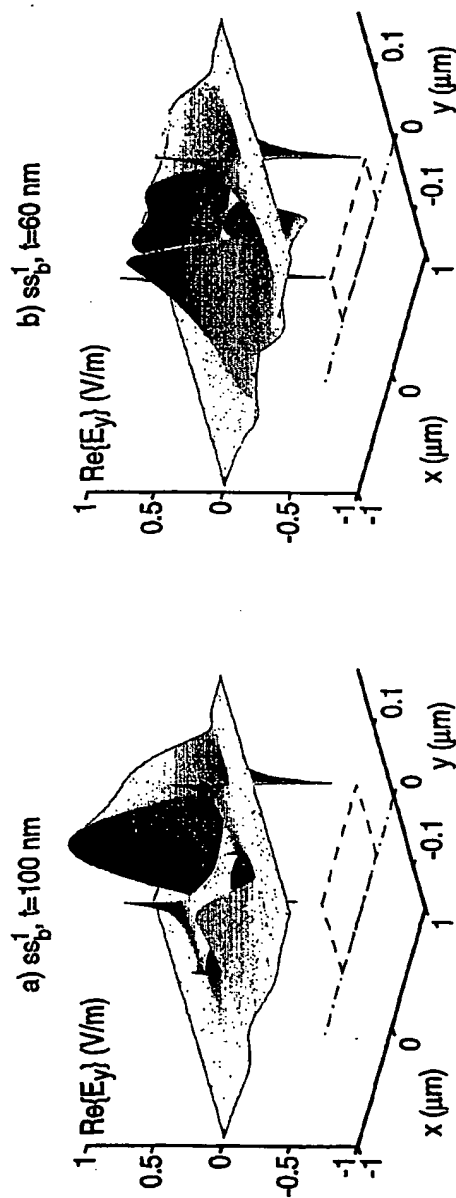 a) ss_b^1, t=100 nm
Re{E_y} (V/m)
1
0.5
0
-0.5
-1
-1
0
1
x (µm)
-0.1
0
0.1
y (µm)
b) ss_b^1, t=60 nm
Re{E_y} (V/m)
1
0.5
0
-0.5
-1
-1
0
1
x (µm)
-0.1
0
0.1
y (µm)